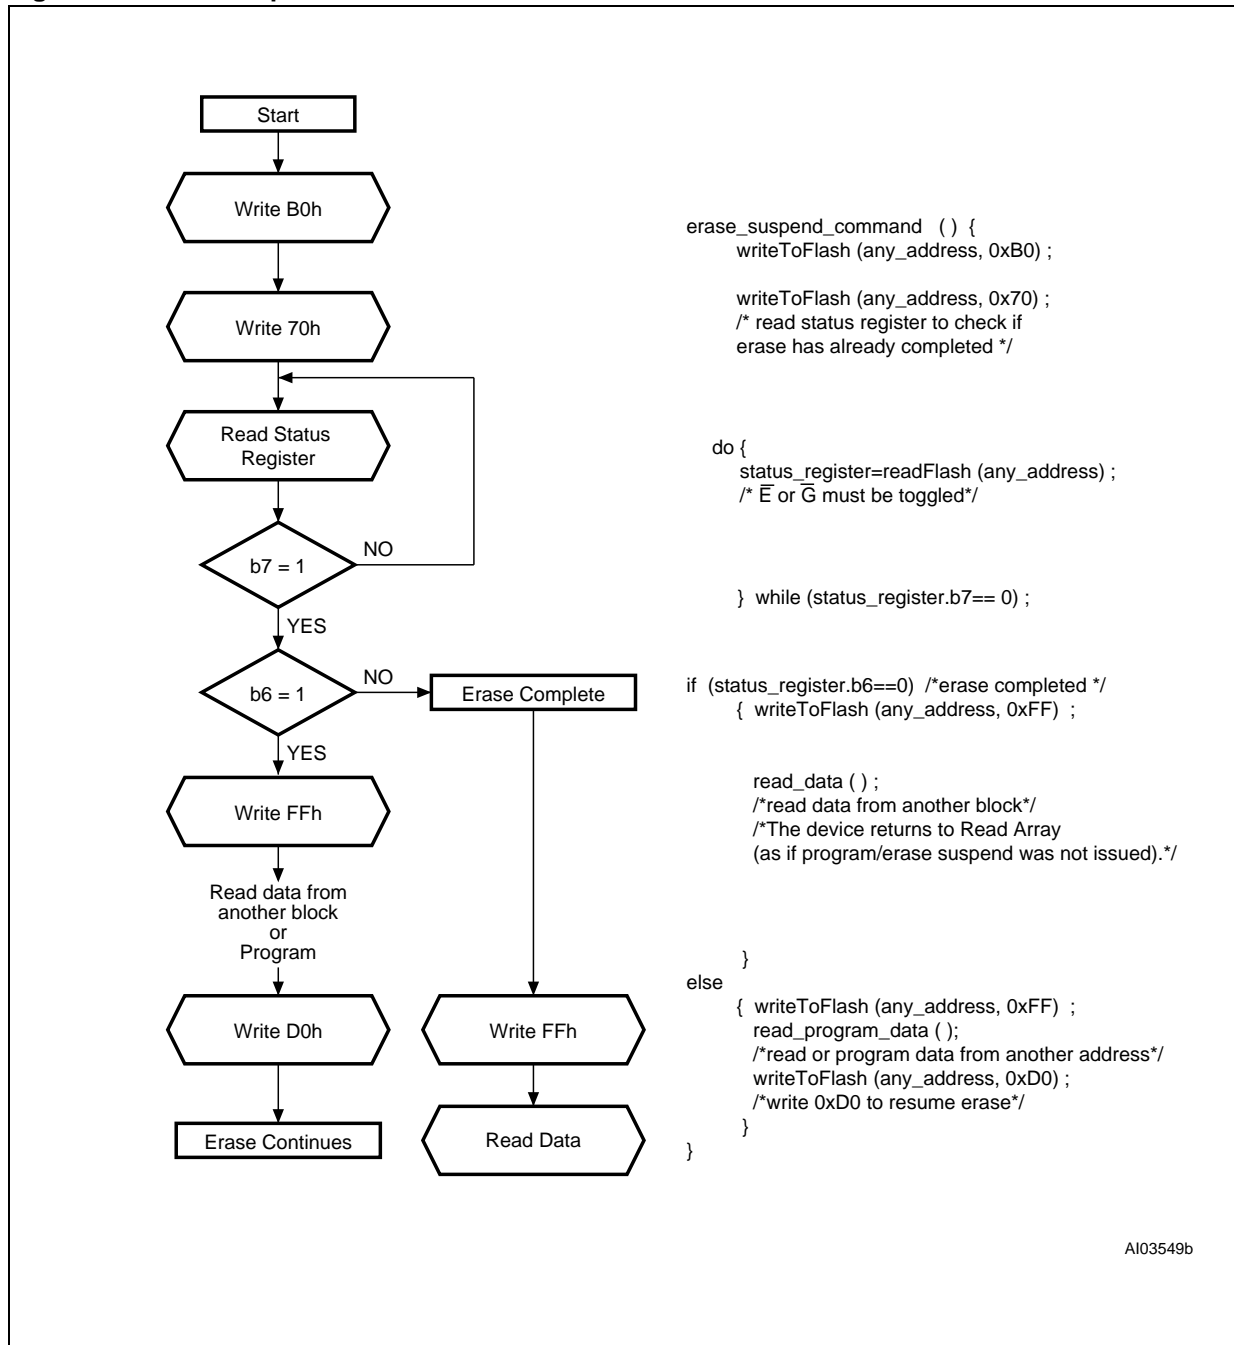 Start
Write B0h
Write 70h
Read Status
Register
b7 = 1
NO
YES
b6 = 1
NO
Erase Complete
YES
Write FFh
Read data from
another block
or
Program
Write D0h
Write FFh
Erase Continues
Read Data
erase_suspend_command ( ) {
writeToFlash (any_address, 0xB0) ;
writeToFlash (any_address, 0x70) ;
/* read status register to check if
erase has already completed */
do {
status_register=readFlash (any_address) ;
/* E̅ or G̅ must be toggled*/
} while (status_register.b7== 0) ;
if (status_register.b6==0) /*erase completed */
{ writeToFlash (any_address, 0xFF) ;
read_data ( ) ;
/*read data from another block*/
/*The device returns to Read Array
(as if program/erase suspend was not issued).*/
}
else
{ writeToFlash (any_address, 0xFF) ;
read_program_data ( );
/*read or program data from another address*/
writeToFlash (any_address, 0xD0) ;
/*write 0xD0 to resume erase*/
}
}
AI03549b